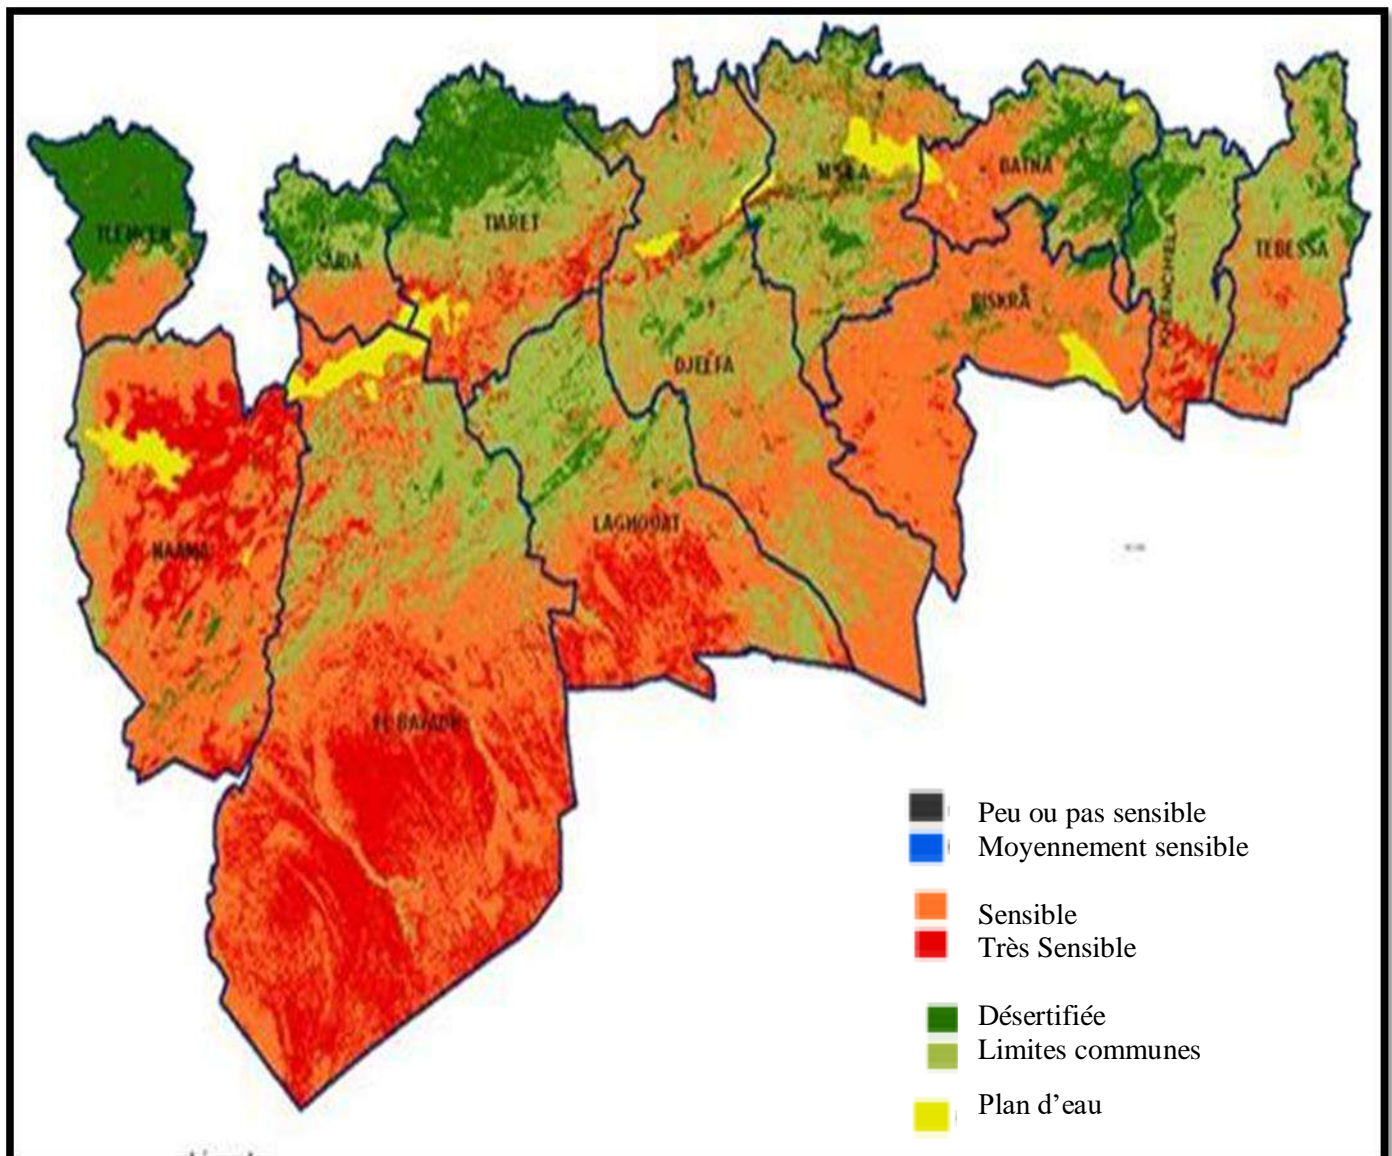 TLEMCEN
SAIDA
TIARET
M'SILA
BATNA
KHENCHELA
TEBESSA
BISKRA
DJELFA
LAGHOUAT
NAAMA
EL BAYADH
Peu ou pas sensible
Moyennement sensible
Sensible
Très Sensible
Désertifiée
Limites communes
Plan d’eau